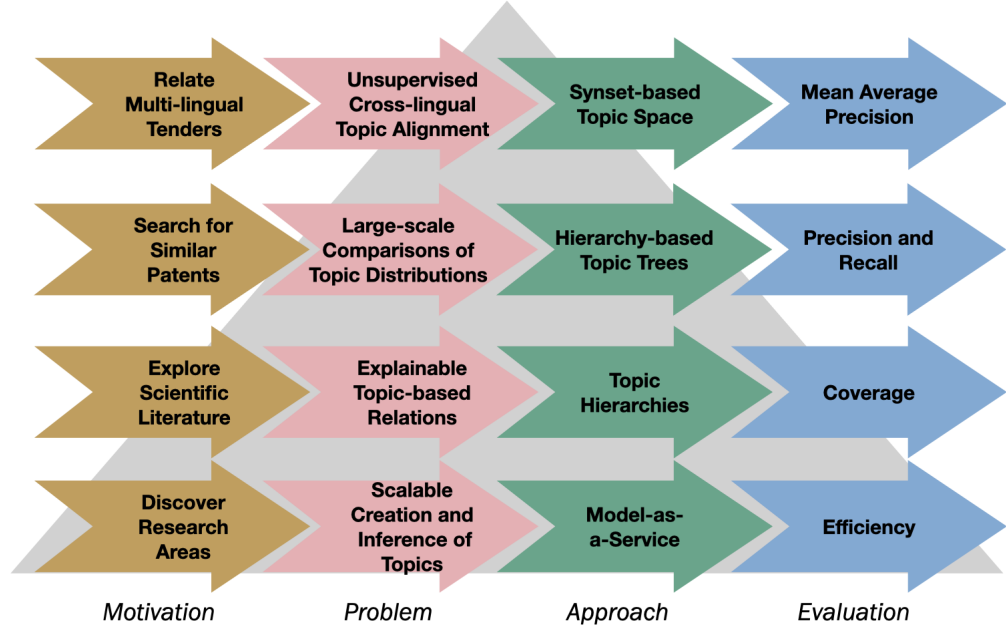 Relate
Multi-lingual
Tenders
Unsupervised
Cross-lingual
Topic Alignment
Synset-based
Topic Space
Mean Average
Precision
Search for
Similar
Patents
Large-scale
Comparisons of
Topic Distributions
Hierarchy-based
Topic Trees
Precision and
Recall
Explore
Scientific
Literature
Explainable
Topic-based
Relations
Topic
Hierarchies
Coverage
Discover
Research
Areas
Scalable
Creation and
Inference of
Topics
Model-as-
a-Service
Efficiency
Motivation
Problem
Approach
Evaluation